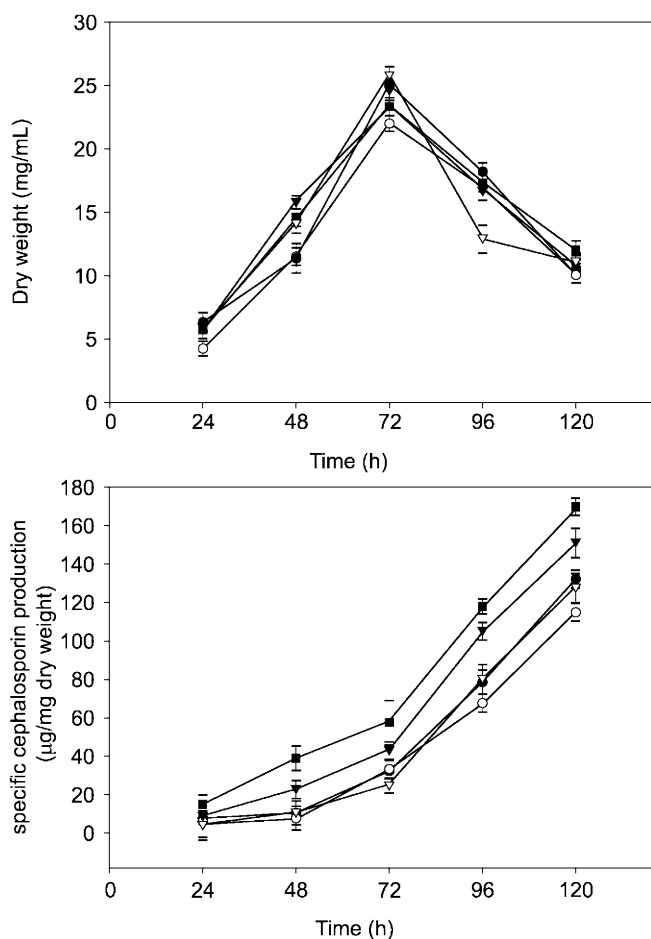 30
25
20
15
10
5
0
Dry weight (mg/mL)
0 24 48 72 96 120
Time (h)
180
160
140
120
100
80
60
40
20
0
specific cephalosporin production
(μg/mg dry weight)
0 24 48 72 96 120
Time (h)